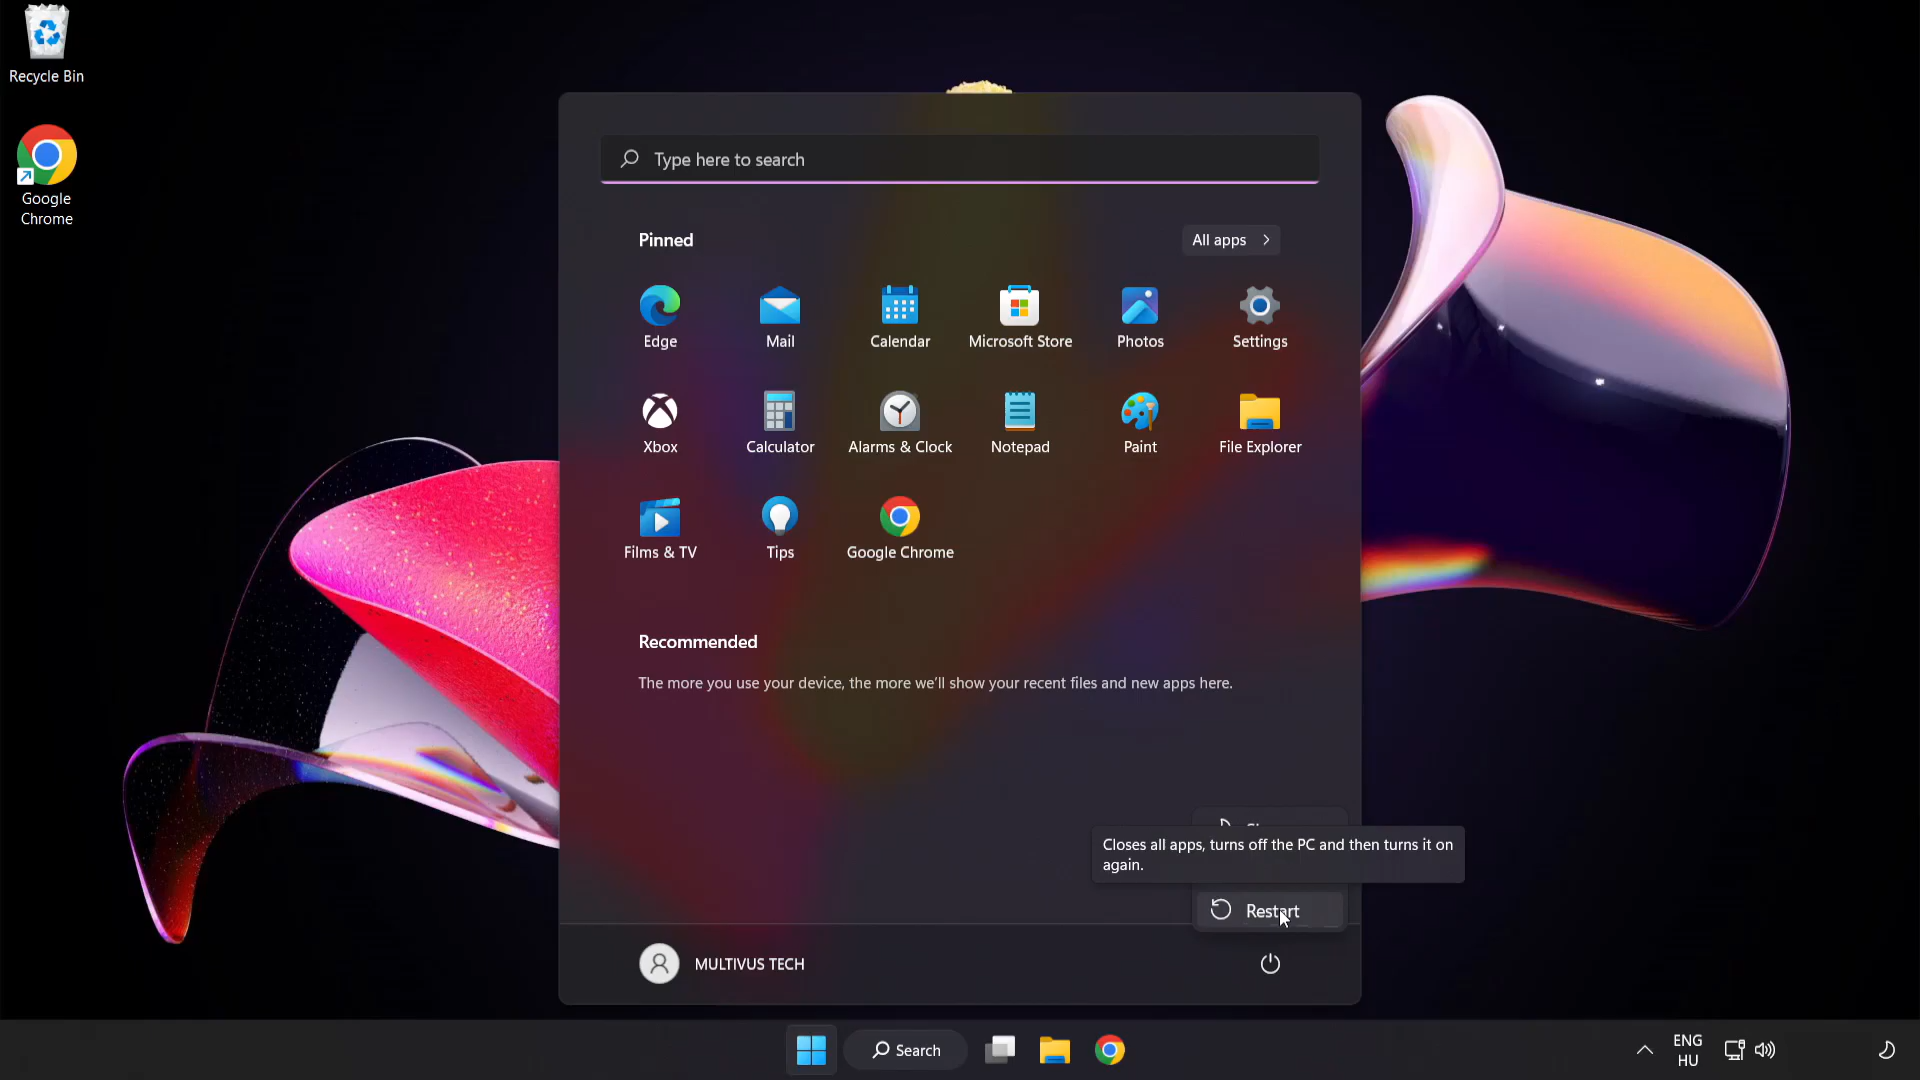 Recycle Bin
Google
Chrome
Type here to search
Pinned
All apps
Edge
Mail
Calendar
Microsoft Store
Photos
Settings
Xbox
Calculator
Alarms & Clock
Notepad
Paint
File Explorer
Films & TV
Tips
Google Chrome
Recommended
The more you use your device, the more we'll show your recent files and new apps here.
Closes all apps, turns off the PC and then turns it on
again.
Restart
MULTIVUS TECH
Search
ENG
HU